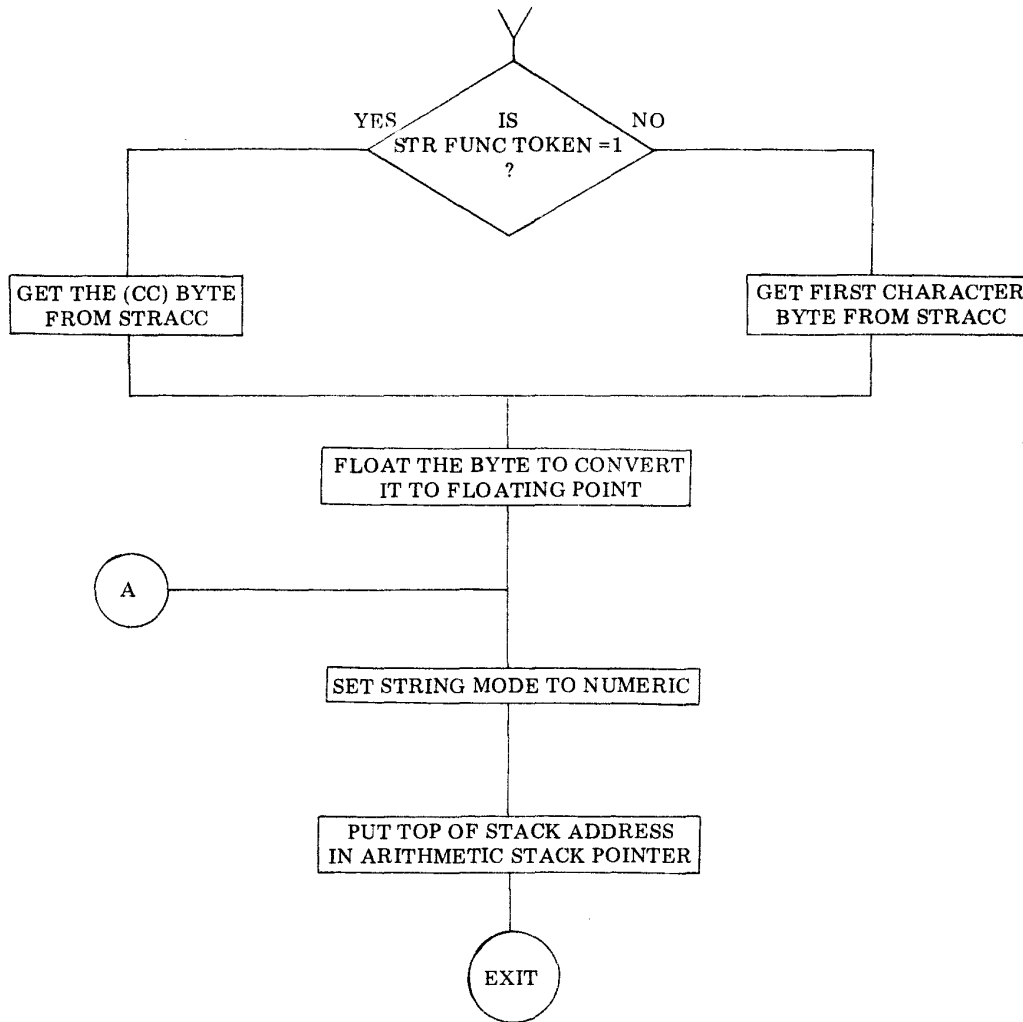 IS
YES
STR FUNC TOKEN =1
NO
?
GET THE (CC) BYTE
FROM STRACC
GET FIRST CHARACTER
BYTE FROM STRACC
FLOAT THE BYTE TO CONVERT
IT TO FLOATING POINT
A
SET STRING MODE TO NUMERIC
PUT TOP OF STACK ADDRESS
IN ARITHMETIC STACK POINTER
EXIT